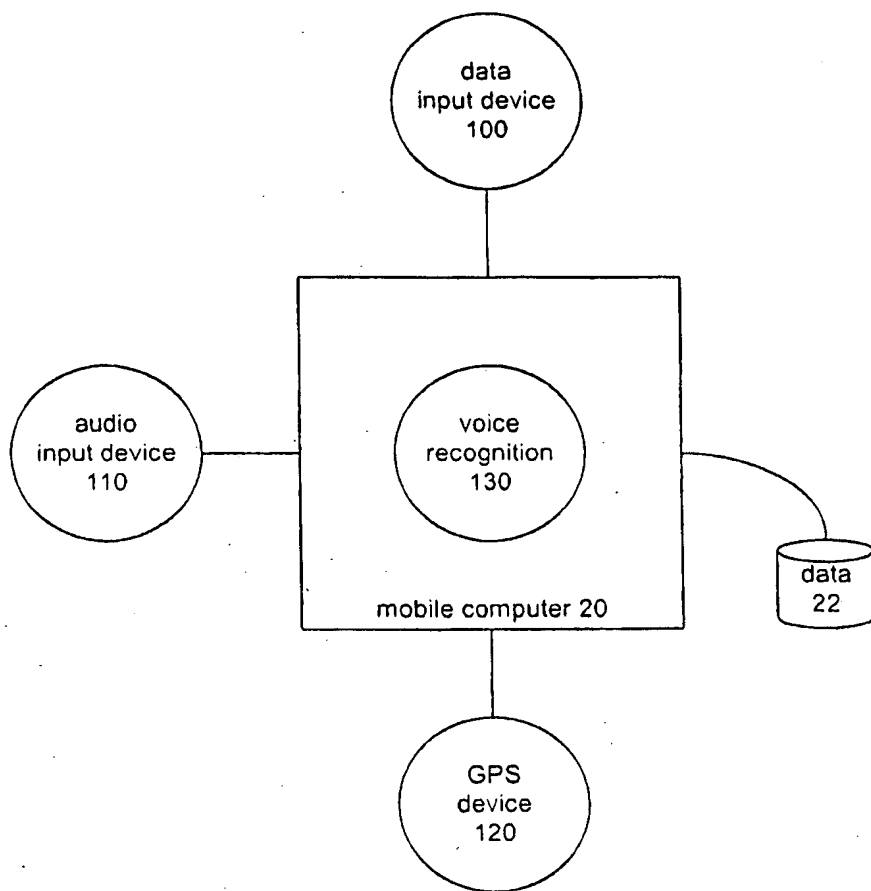 data
input device
100
audio
input device
110
voice
recognition
130
data
22
mobile computer 20
GPS
device
120